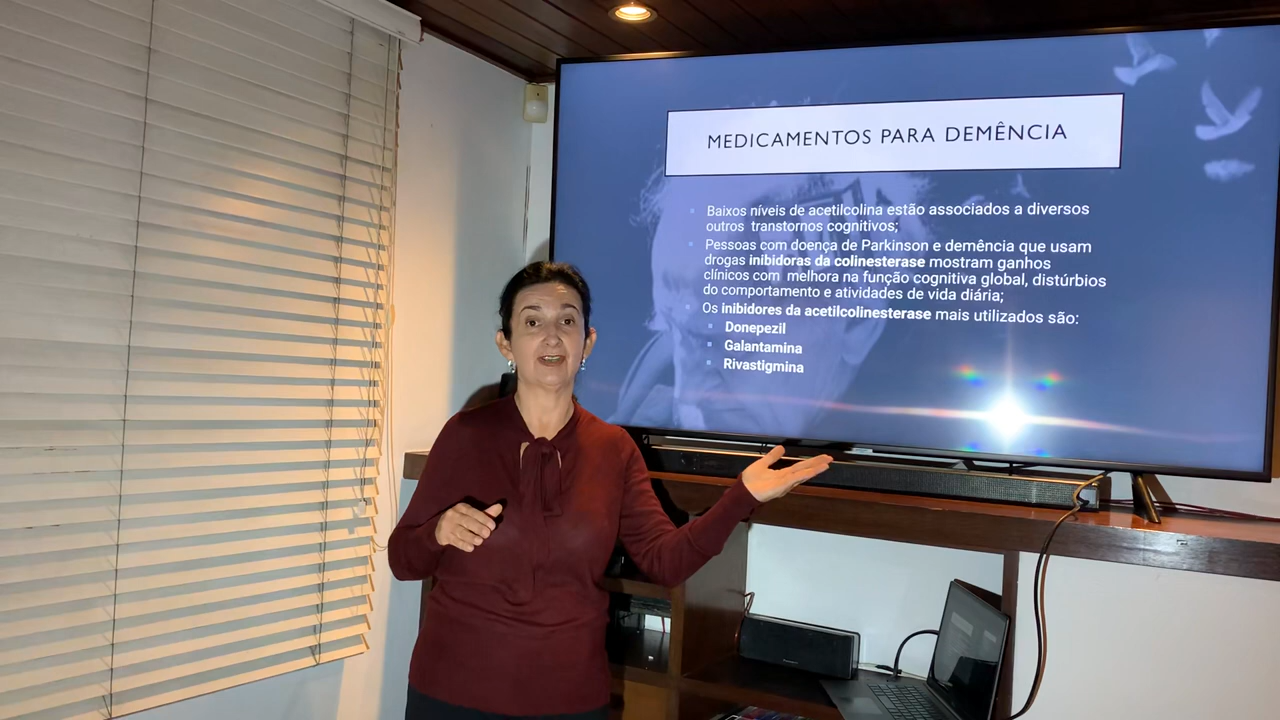 MEDICAMENTOS PARA DEMÊNCIA
Baixos níveis de acetilcolina estão associados a diversos
outros transtornos cognitivos;
Pessoas com doença de Parkinson e demência que usam
drogas inibidoras da colinesterase mostram ganhos
clínicos com melhora na função cognitiva global, distúrbios
do comportamento e atividades de vida diária;
Os inibidores da acetilcolinesterase mais utilizados são:
Donepezil
Galantamina
Rivastigmina